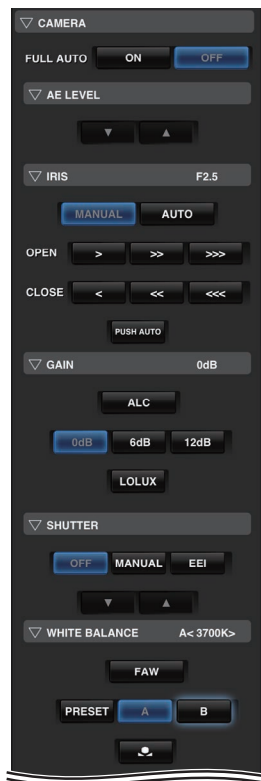 ▽ CAMERA
FULL AUTO ON OFF
▽ AE LEVEL
▼ ▲
▽ IRIS F2.5
MANUAL AUTO
OPEN > >> >>>
CLOSE < << <<<
PUSH AUTO
▽ GAIN 0dB
ALC
0dB 6dB 12dB
LOLUX
▽ SHUTTER
OFF MANUAL EEI
▼ ▲
▽ WHITE BALANCE A< 3700K>
FAW
PRESET A B